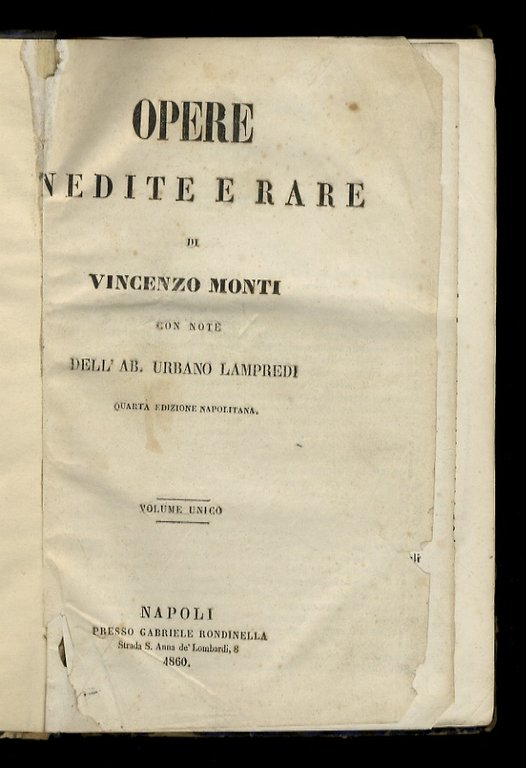 OPERE
NEDITE E RARE
DI
VINCENZO MONTI
CON NOTE
DELL' AB. URBANO LAMPREDI
QUARTA EDIZIONE NAPOLITANA.
VOLUME UNICO
NAPOLI
PRESSO GABRIELE RONDINELLA
Strada S. Anna de' Lombardi, 8
1860.